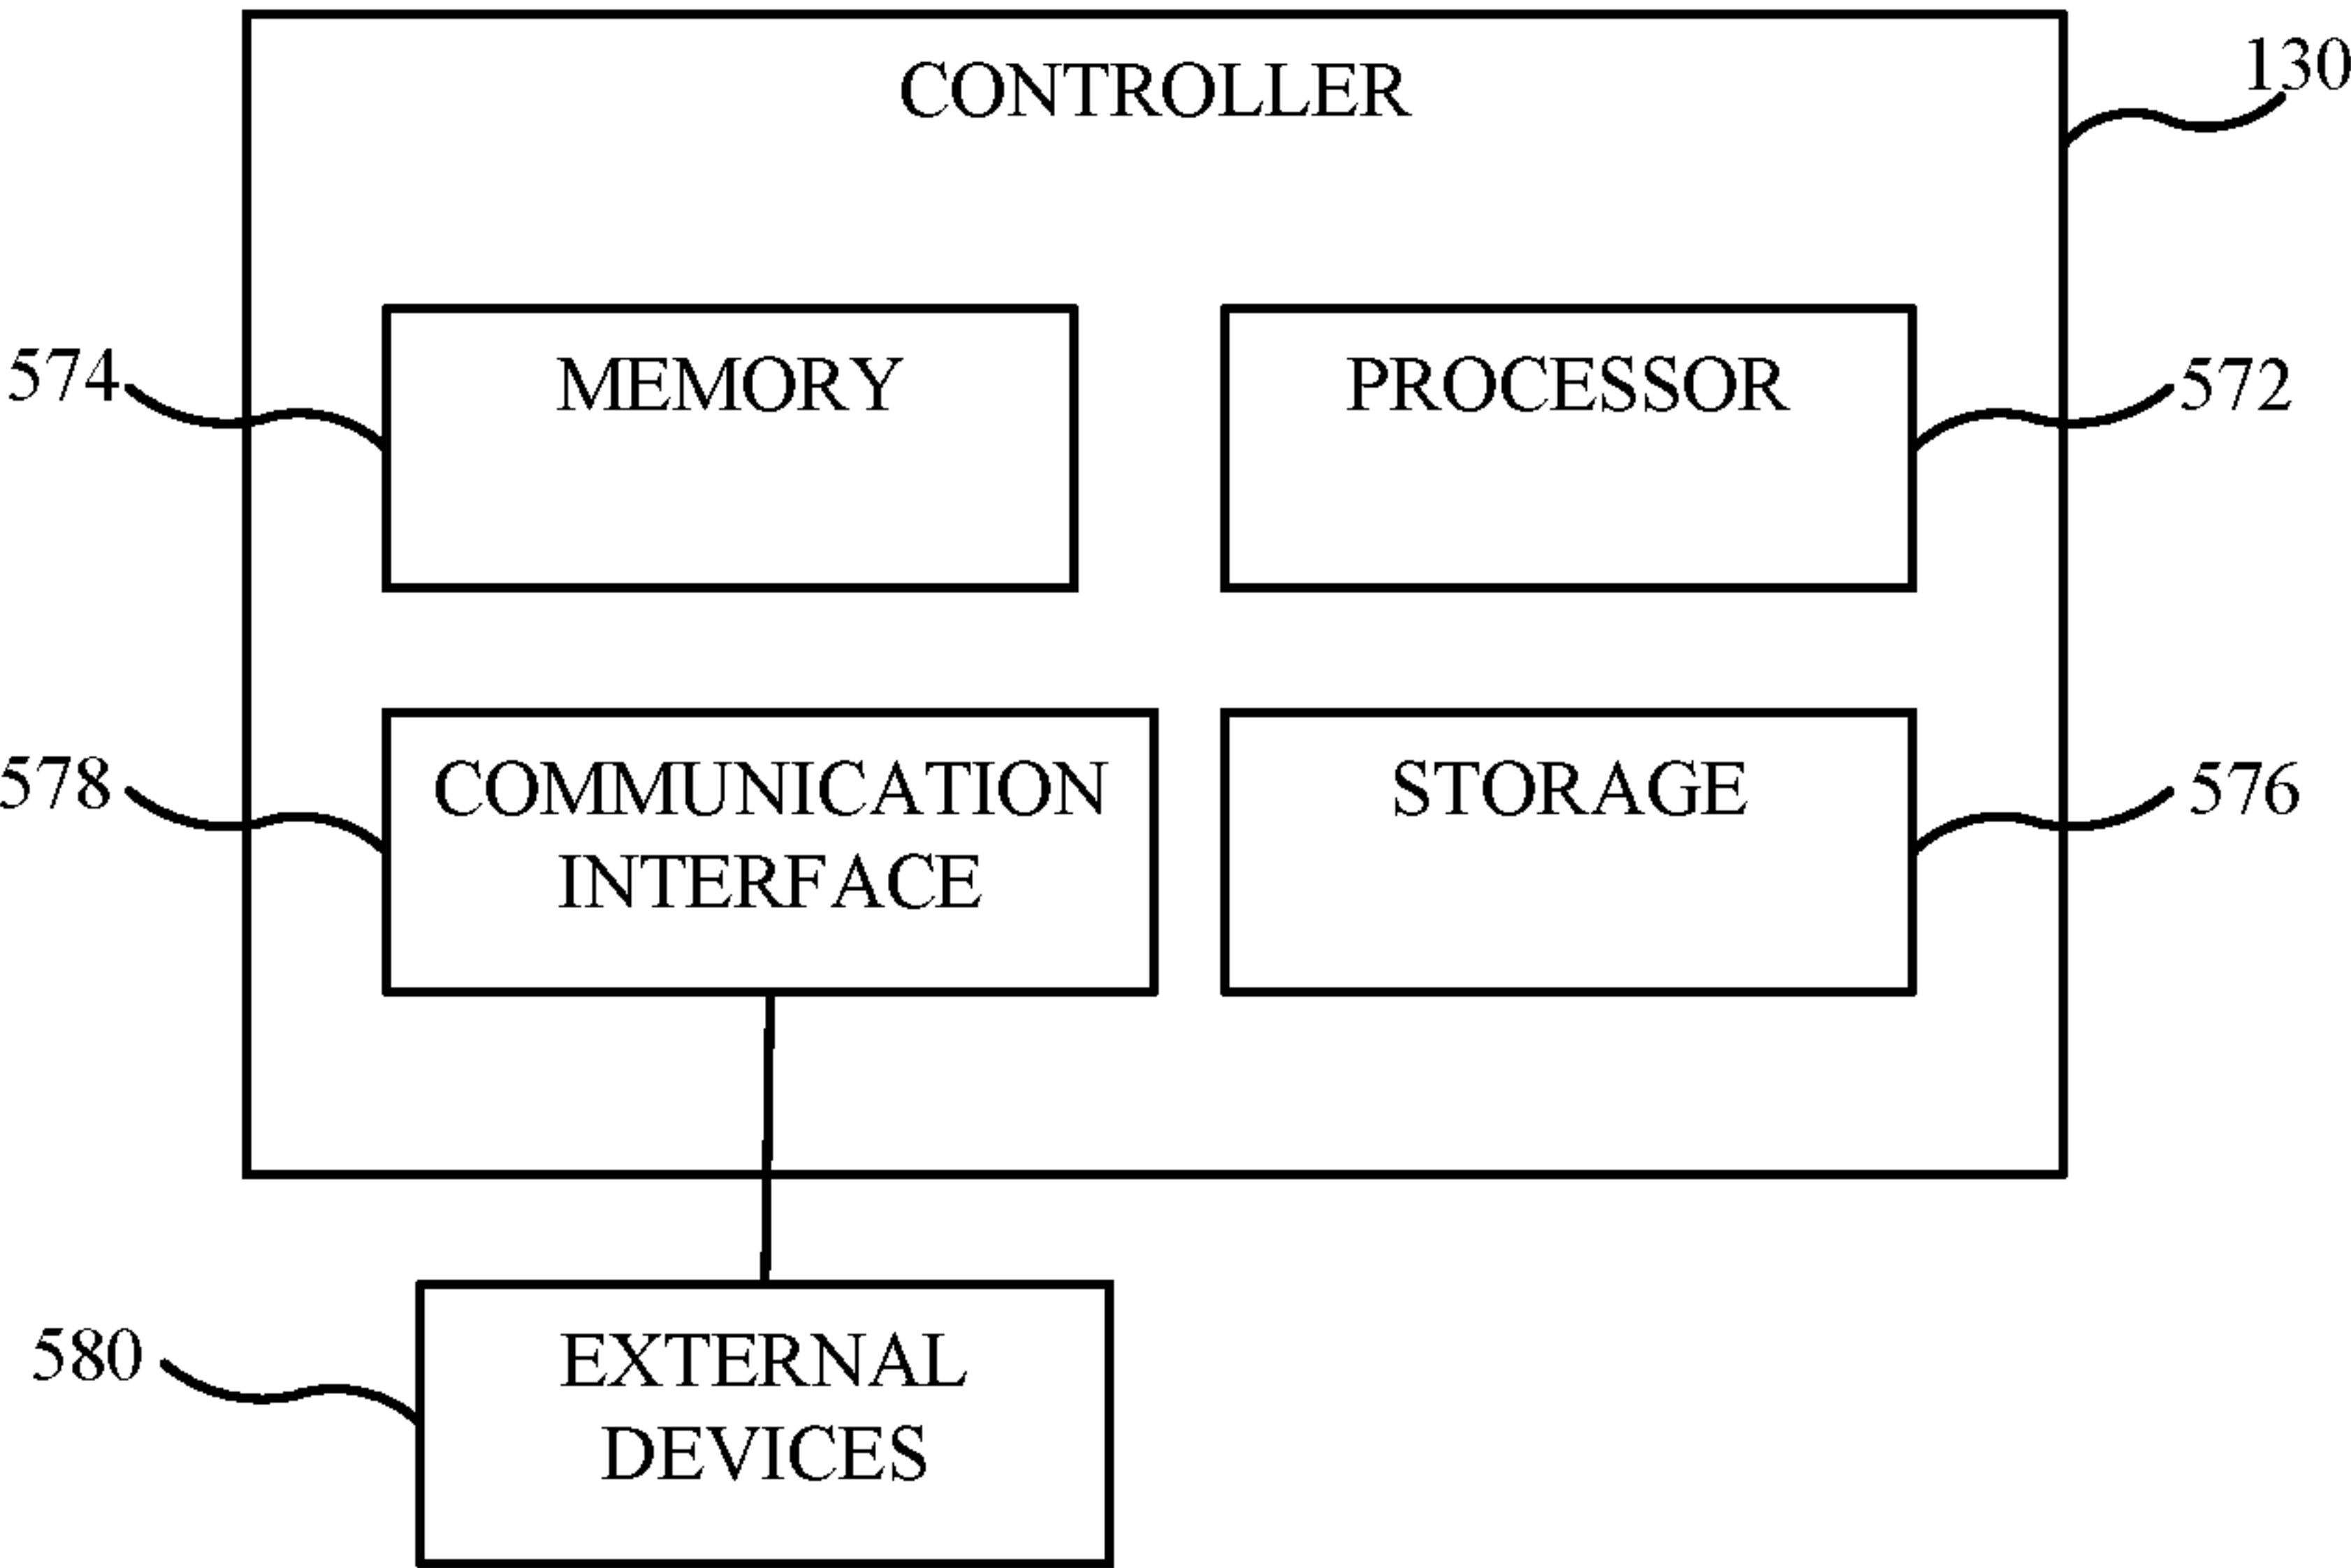 CONTROLLER
130
574
MEMORY
PROCESSOR
572
578
COMMUNICATION
INTERFACE
STORAGE
576
580
EXTERNAL
DEVICES